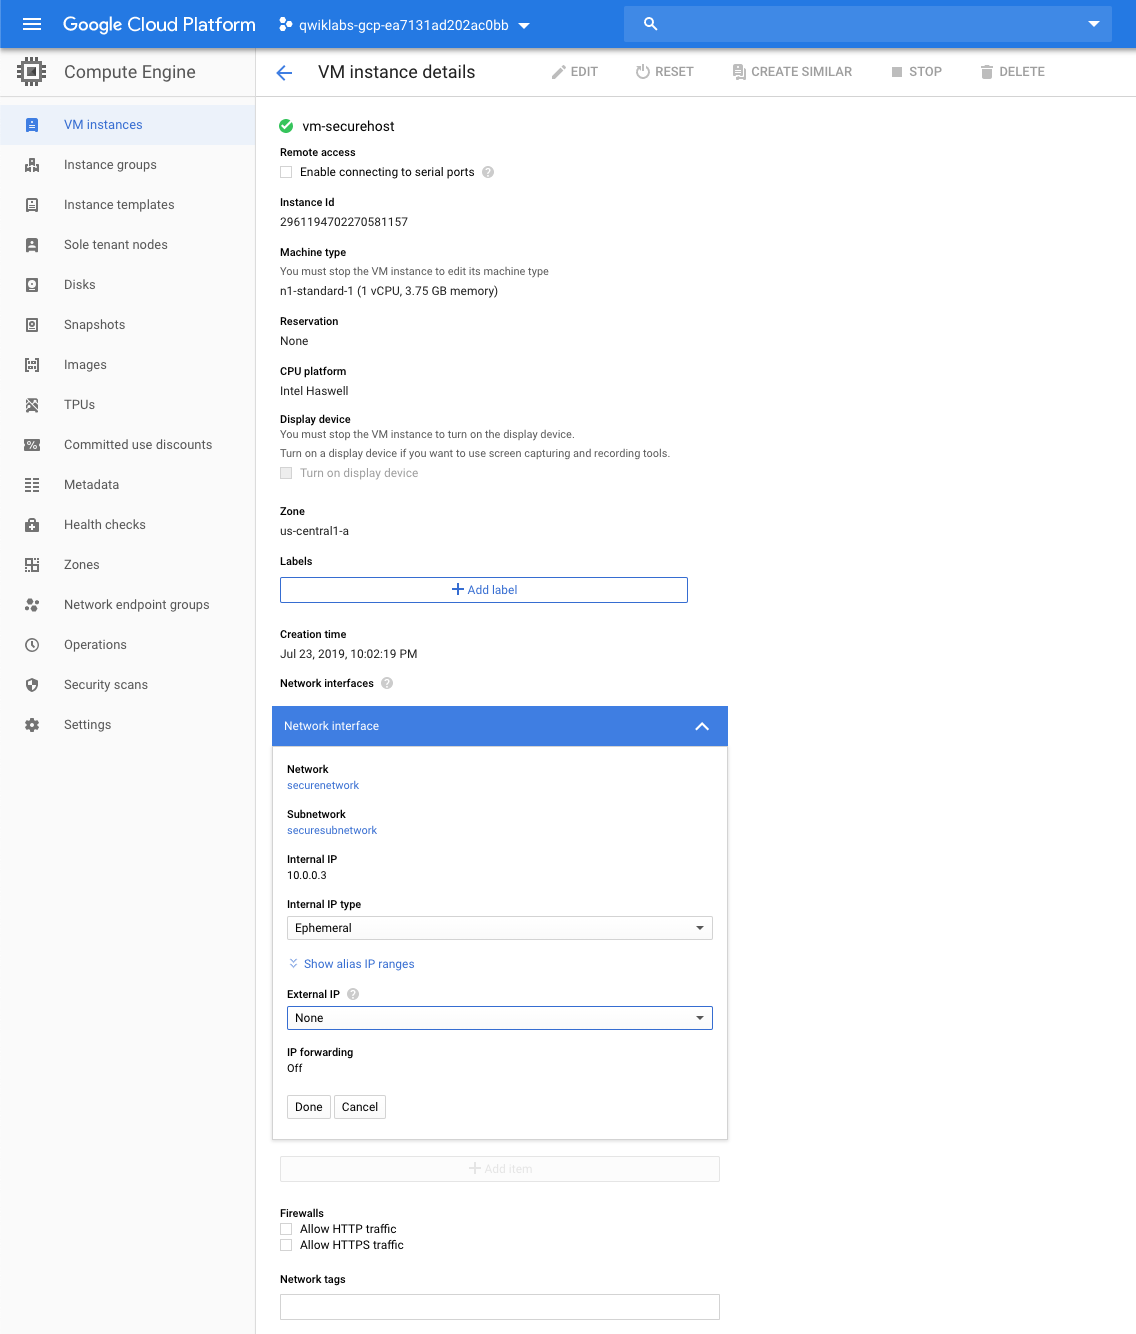 Google Cloud Platform
qwiklabs-gcp-ea7131ad202ac0bb
Compute Engine
VM instance details
EDIT
RESET
CREATE SIMILAR
STOP
DELETE
VM instances
Instance groups
Instance templates
Sole tenant nodes
Disks
Snapshots
Images
TPUs
Committed use discounts
Metadata
Health checks
Zones
Network endpoint groups
Operations
Security scans
Settings
vm-securehost
Remote access
Enable connecting to serial ports ?
Instance Id
2961194702270581157
Machine type
You must stop the VM instance to edit its machine type
n1-standard-1 (1 vCPU, 3.75 GB memory)
Reservation
None
CPU platform
Intel Haswell
Display device
You must stop the VM instance to turn on the display device.
Turn on a display device if you want to use screen capturing and recording tools.
Turn on display device
Zone
us-central1-a
Labels
+ Add label
Creation time
Jul 23, 2019, 10:02:19 PM
Network interfaces ?
Network interface
Network
securenetwork
Subnetwork
securesubnetwork
Internal IP
10.0.0.3
Internal IP type
Ephemeral
Show alias IP ranges
External IP ?
None
IP forwarding
Off
Done
Cancel
+ Add item
Firewalls
Allow HTTP traffic
Allow HTTPS traffic
Network tags